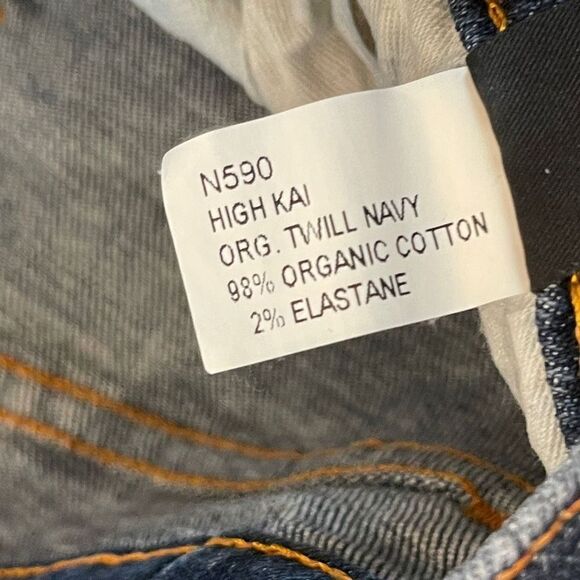 N590
HIGH KAI
ORG. TWILL NAVY
98% ORGANIC COTTON
2% ELASTANE